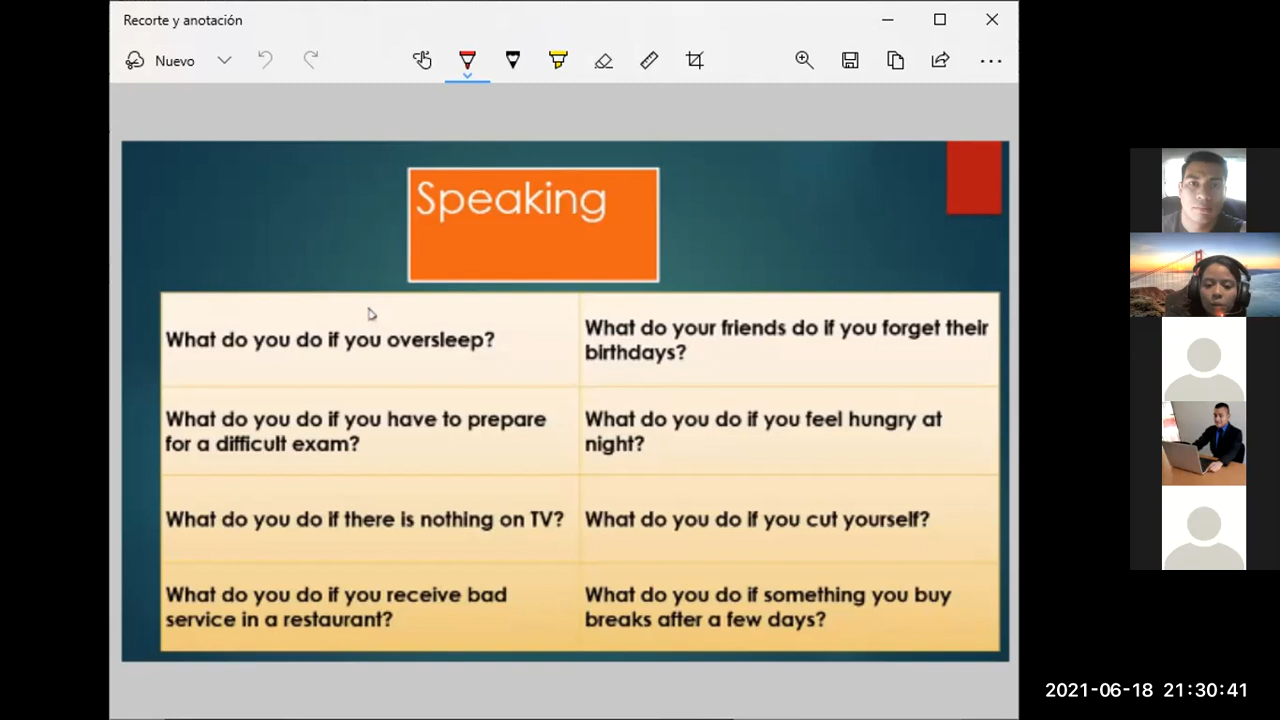 Recorte y anotación
Nuevo
Speaking
What do you do if you oversleep?
What do your friends do if you forget their
birthdays?
What do you do if you have to prepare
for a difficult exam?
What do you do if you feel hungry at
night?
What do you do if there is nothing on TV?
What do you do if you cut yourself?
What do you do if you receive bad
service in a restaurant?
What do you do if something you buy
breaks after a few days?
2021-06-18 21:30:41